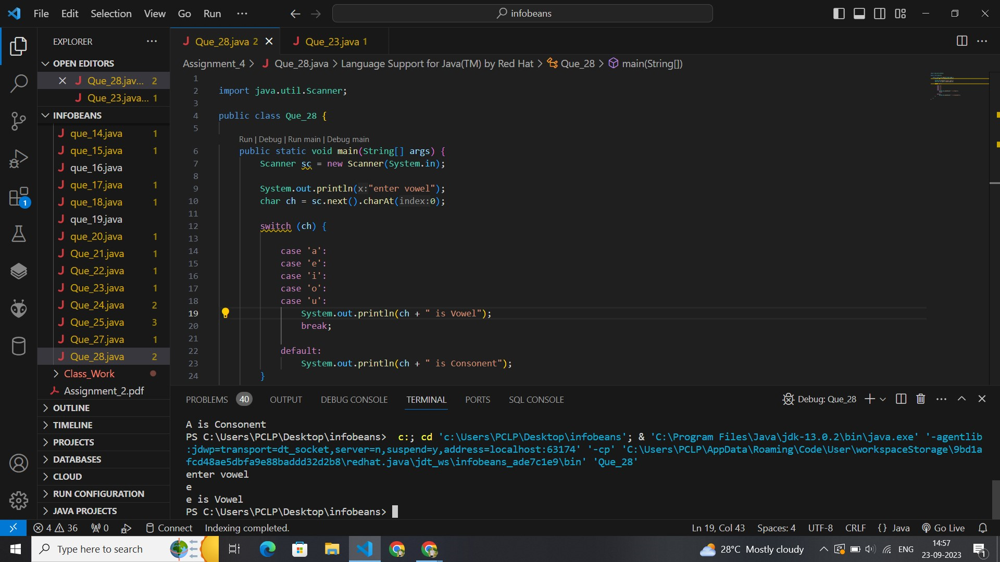 File Edit Selection View Go Run ···
infobeans
EXPLORER
OPEN EDITORS
Que_28.jav... 2
Que_23.java... 1
INFOBEANS
que_14.java 1
que_15.java 1
que_16.java
que_17.java 1
que_18.java 1
que_19.java
que_20.java 1
Que_21.java 1
Que_22.java 1
Que_23.java 1
Que_24.java 2
Que_25.java 3
Que_27.java 1
Que_28.java 2
Class_Work
Assignment_2.pdf
OUTLINE
TIMELINE
PROJECTS
DATABASES
CLOUD
RUN CONFIGURATION
JAVA PROJECTS
1
Que_28.java 2 Que_23.java 1
Assignment_4 > Que_28.java > Language Support for Java(TM) by Red Hat > Que_28 > main(String[])
1
2 import java.util.Scanner;
3
4 public class Que_28 {
5
Run | Debug | Run main | Debug main
6 public static void main(String[] args) {
7 Scanner sc = new Scanner(System.in);
8
9 System.out.println(x:"enter vowel");
10 char ch = sc.next().charAt(index:0);
11
12 switch (ch) {
13
14 case 'a':
15 case 'e':
16 case 'i':
17 case 'o':
18 case 'u':
19 System.out.println(ch + " is Vowel");
20 break;
21
22 default:
23 System.out.println(ch + " is Consonent");
24 }
PROBLEMS 40 OUTPUT DEBUG CONSOLE TERMINAL PORTS SQL CONSOLE
Debug: Que_28
A is Consonent
PS C:\Users\PCLP\Desktop\infobeans> c:; cd 'c:\Users\PCLP\Desktop\infobeans'; & 'C:\Program Files\Java\jdk-13.0.2\bin\java.exe' '-agentlib
:jdwp=transport=dt_socket,server=n,suspend=y,address=localhost:63174' '-cp' 'C:\Users\PCLP\AppData\Roaming\Code\User\workspaceStorage\9bd1a
fcd48ae5dbfa9e88baddd32d2b8\redhat.java\jdt_ws\infobeans_ade7c1e9\bin' 'Que_28'
enter vowel
e
e is Vowel
PS C:\Users\PCLP\Desktop\infobeans>
4 36 0 Connect Indexing completed.
Ln 19, Col 43 Spaces: 4 UTF-8 CRLF {} Java Go Live
Type here to search
28°C Mostly cloudy
ENG
14:57
23-09-2023
1